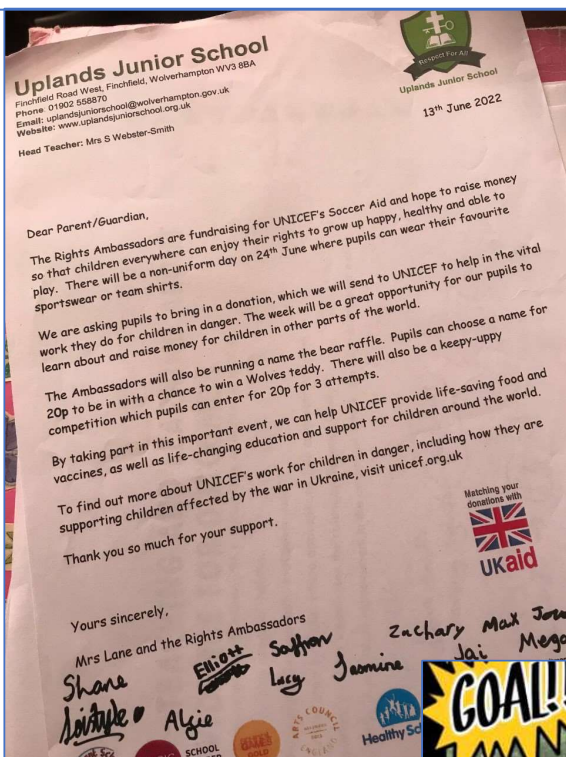 Uplands Junior School
Finchfield Road West, Finchfield, Wolverhampton WV3 8BA
Phone: 01902 558870
Email: uplandsjuniorschool@wolverhampton.gov.uk
Website: www.uplandsjuniorschool.org.uk
Head Teacher: Mrs S Webster-Smith
Respect For All
Uplands Junior School
13th June 2022
Dear Parent/Guardian,
The Rights Ambassadors are fundraising for UNICEF's Soccer Aid and hope to raise money
so that children everywhere can enjoy their rights to grow up happy, healthy and able to
play. There will be a non-uniform day on 24th June where pupils can wear their favourite
sportswear or team shirts.
We are asking pupils to bring in a donation, which we will send to UNICEF to help in the vital
work they do for children in danger. The week will be a great opportunity for our pupils to
learn about and raise money for children in other parts of the world.
The Ambassadors will also be running a name the bear raffle. Pupils can choose a name for
20p to be in with a chance to win a Wolves teddy. There will also be a keepy-uppy
competition which pupils can enter for 20p for 3 attempts.
By taking part in this important event, we can help UNICEF provide life-saving food and
vaccines, as well as life-changing education and support for children around the world.
To find out more about UNICEF's work for children in danger, including how they are
supporting children affected by the war in Ukraine, visit unicef.org.uk
Thank you so much for your support.
Matching your
donations with
UKaid
Yours sincerely,
Mrs Lane and the Rights Ambassadors
Shane Elliott Saffron Zachary Max
Lucy Jasmine Jai
Algie
SCHOOL
GOLD
ARTS COUNCIL
ENGLAND
Healthy
GOAL!!